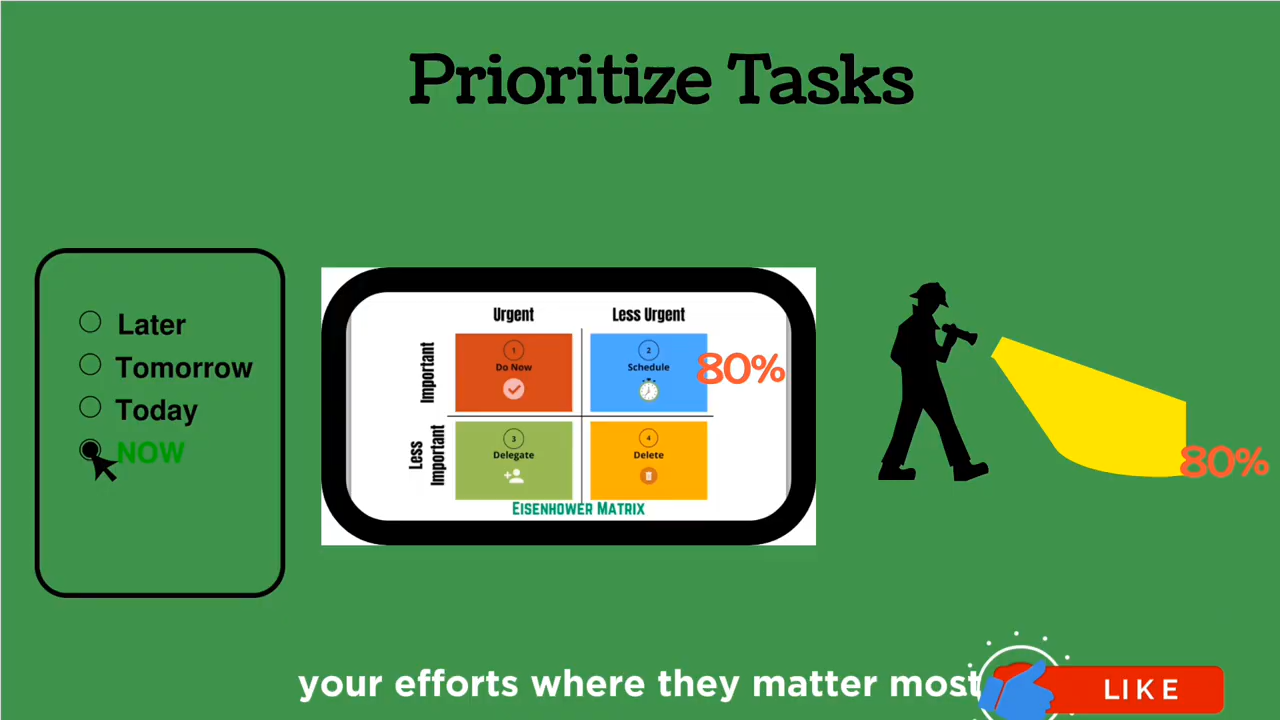 Prioritize Tasks
Later
Tomorrow
Today
NOW
Urgent
Less Urgent
Important
Less
Important
1
Do Now
2
Schedule
3
Delegate
4
Delete
EISENHOWER MATRIX
80%
80%
your efforts where they matter most
LIKE